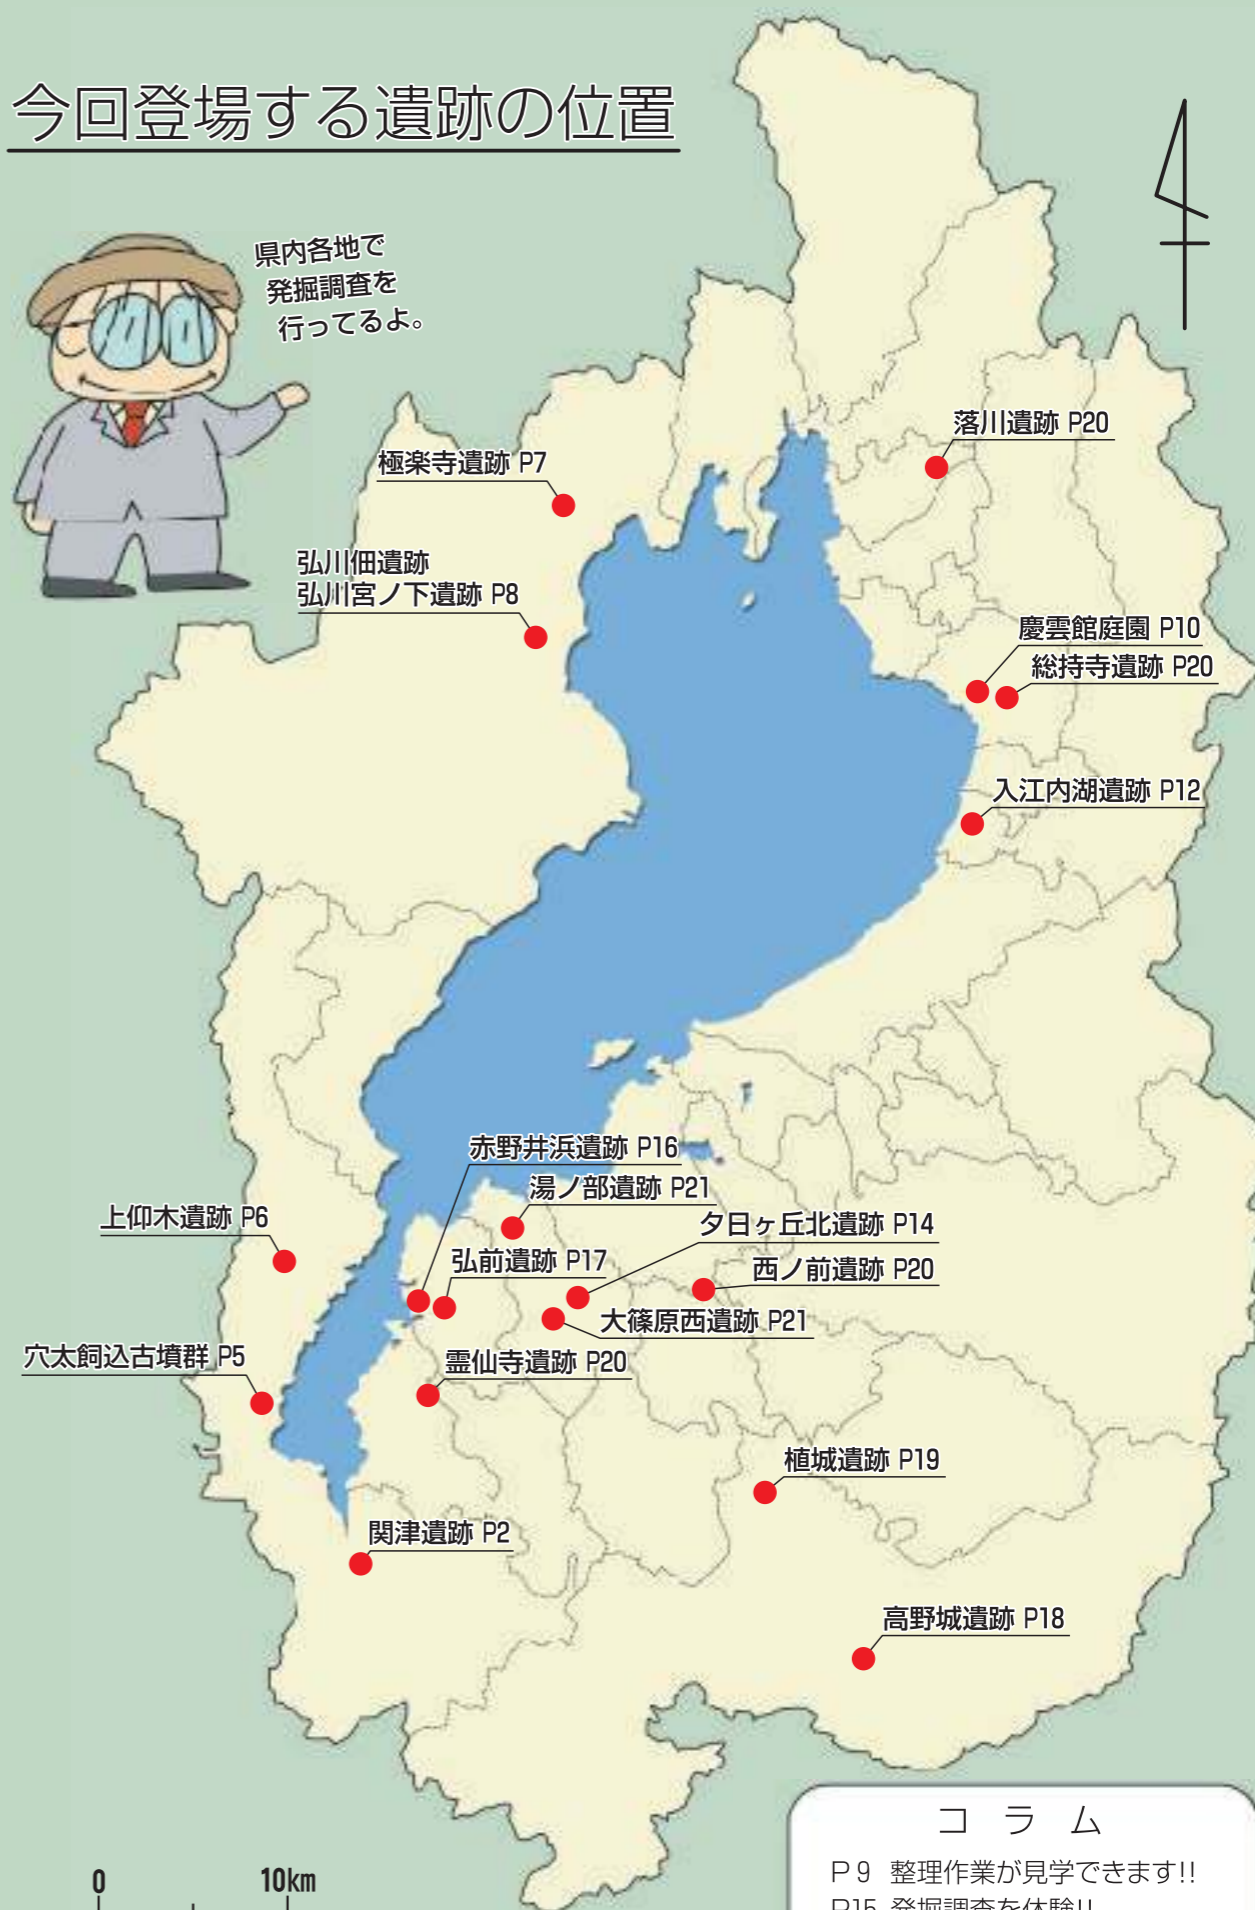 今回登場する遺跡の位置
県内各地で
発掘調査を
行ってるよ。
落川遺跡 P20
極楽寺遺跡 P7
弘川佃遺跡
弘川宮ノ下遺跡 P8
慶雲館庭園 P10
総持寺遺跡 P20
入江内湖遺跡 P12
赤野井浜遺跡 P16
湯ノ部遺跡 P21
上仰木遺跡 P6
夕日ヶ丘北遺跡 P14
弘前遺跡 P17
西ノ前遺跡 P20
大篠原西遺跡 P21
穴太飼込古墳群 P5
霊仙寺遺跡 P20
植城遺跡 P19
関津遺跡 P2
高野城遺跡 P18
コラム
P9 整理作業が見学できます!!
P15 発掘調査を体験!!
0 10km